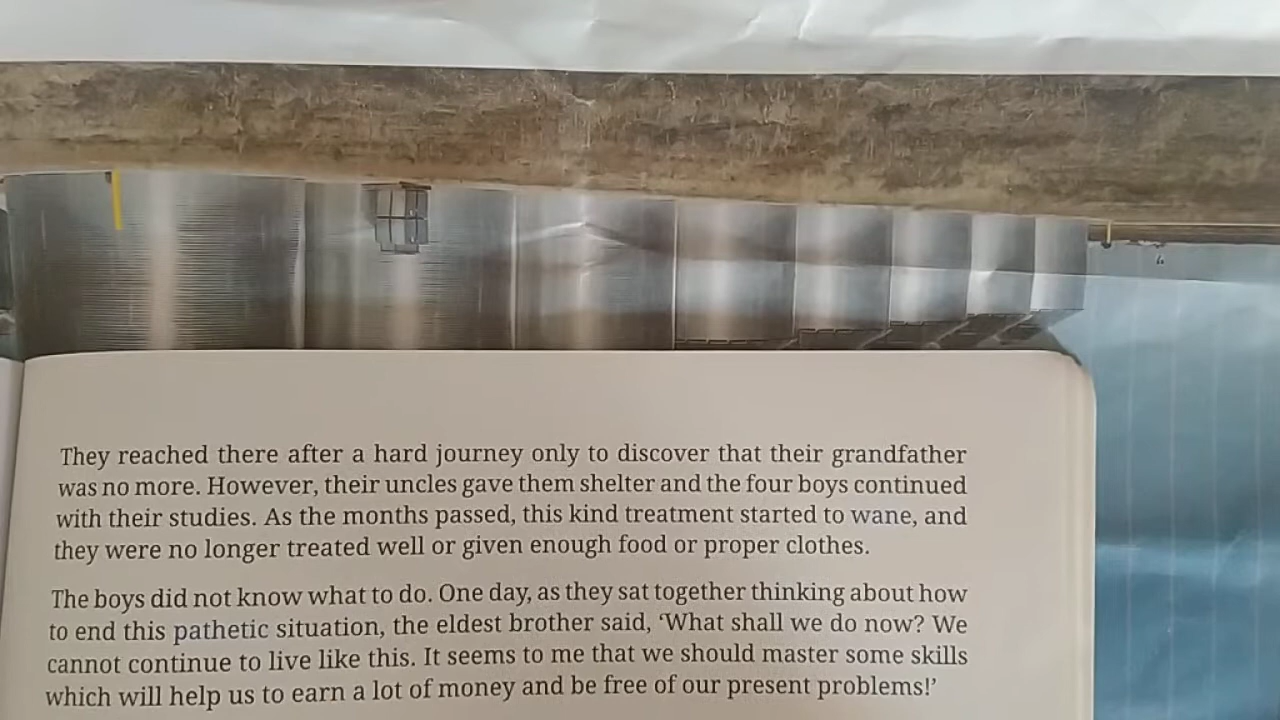 They reached there after a hard journey only to discover that their grandfather
was no more. However, their uncles gave them shelter and the four boys continued
with their studies. As the months passed, this kind treatment started to wane, and
they were no longer treated well or given enough food or proper clothes.
The boys did not know what to do. One day, as they sat together thinking about how
to end this pathetic situation, the eldest brother said, ‘What shall we do now? We
cannot continue to live like this. It seems to me that we should master some skills
which will help us to earn a lot of money and be free of our present problems!’